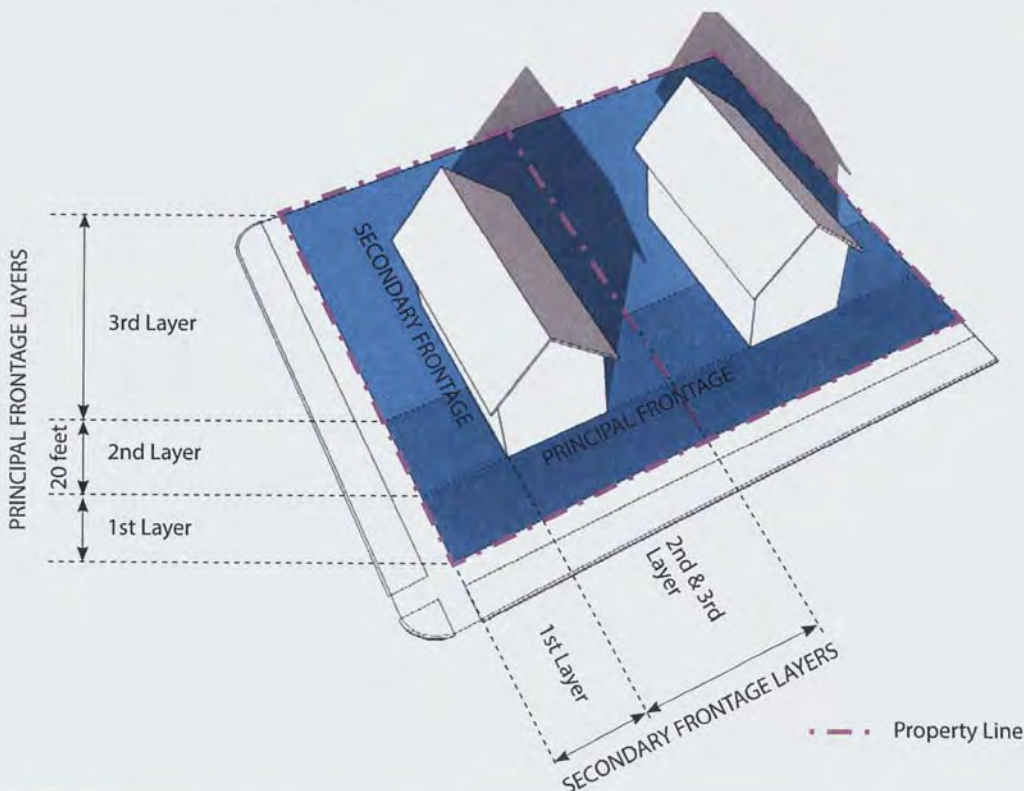 PRINCIPAL FRONTAGE LAYERS
3rd Layer
20 feet
2nd Layer
1st Layer
SECONDARY FRONTAGE
PRINCIPAL FRONTAGE
2nd & 3rd
Layer
1st Layer
SECONDARY FRONTAGE LAYERS
Property Line